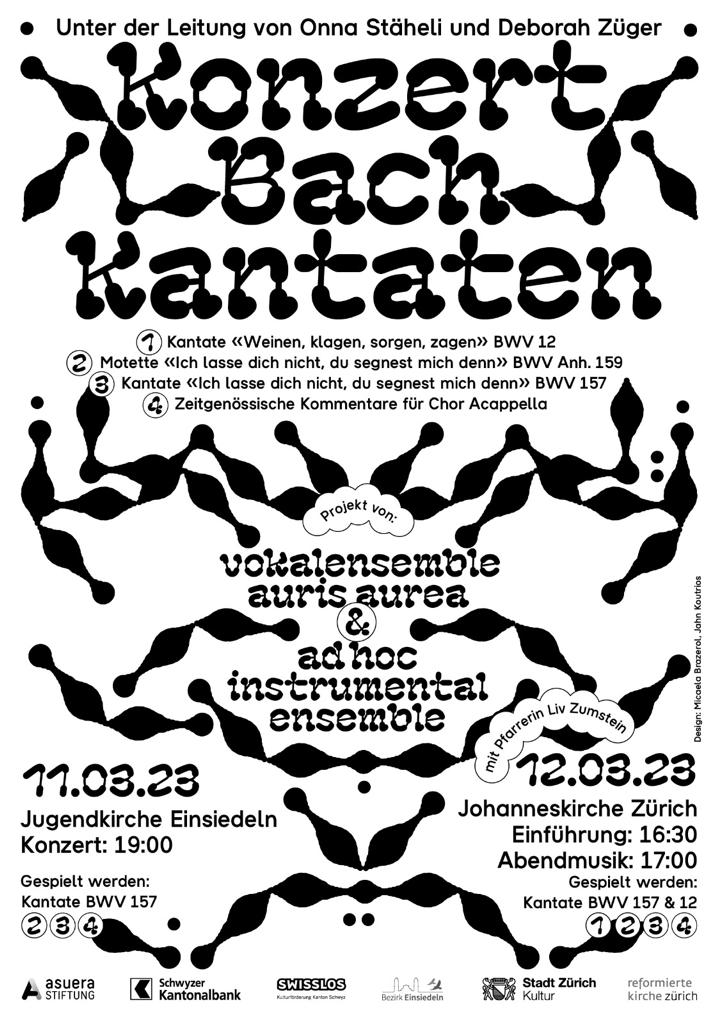 Unter der Leitung von Onna Stäheli und Deborah Züger
Konzert
Bach
Kantaten
1 Kantate «Weinen, klagen, sorgen, zagen» BWV 12
2 Motette «Ich lasse dich nicht, du segnest mich denn» BWV Anh. 159
3 Kantate «Ich lasse dich nicht, du segnest mich denn» BWV 157
4 Zeitgenössische Kommentare für Chor Acappella
Projekt von:
vokalensemble
auris aurea
&
ad hoc
instrumental
ensemble
Design: Micaela Brazerol, John Koutrios
mit Pfarrerin Liv Zumstein
11.03.23
Jugendkirche Einsiedeln
Konzert: 19:00
Gespielt werden:
Kantate BWV 157
2 3 4
12.03.23
Johanneskirche Zürich
Einführung: 16:30
Abendmusik: 17:00
Gespielt werden:
Kantate BWV 157 & 12
1 2 3 4
asuera
STIFTUNG
Schwyzer
Kantonalbank
SWISSLOS
Kulturförderung Kanton Schwyz
Bezirk Einsiedeln
Stadt Zürich
Kultur
reformierte
kirche zürich